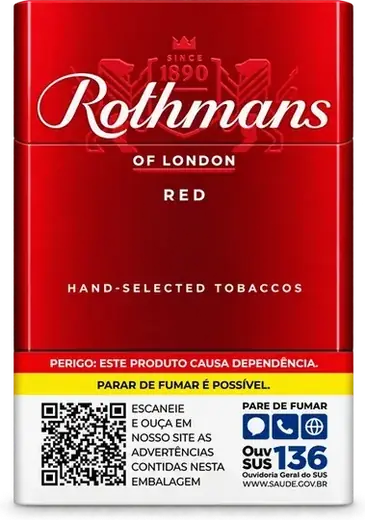 SINCE
1890
Rothmans
OF LONDON
RED
HAND-SELECTED TOBACCOS
PERIGO: ESTE PRODUTO CAUSA DEPENDÊNCIA.
PARAR DE FUMAR É POSSÍVEL.
ESCANEIE
E OUÇA EM
NOSSO SITE AS
ADVERTÊNCIAS
CONTIDAS NESTA
EMBALAGEM
PARE DE FUMAR
Ouv
SUS 136
Ouvidoria Geral do SUS
WWW.SAUDE.GOV.BR